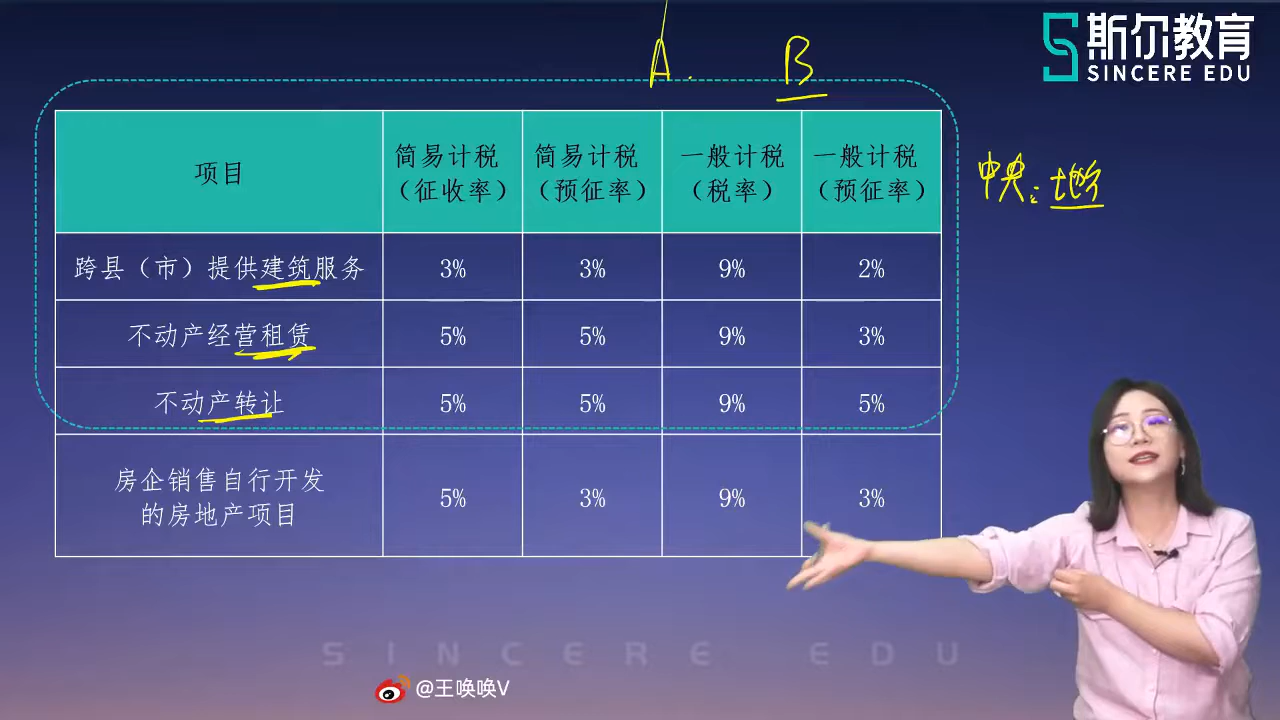 A.
B
斯尔教育
SINCERE EDU
项目
简易计税
（征收率）
简易计税
（预征率）
一般计税
（税率）
一般计税
（预征率）
中央:地方
跨县（市）提供建筑服务
3%
3%
9%
2%
不动产经营租赁
5%
5%
9%
3%
不动产转让
5%
5%
9%
5%
房企销售自行开发
的房地产项目
5%
3%
9%
3%
SINCERE EDU
@王唤唤V